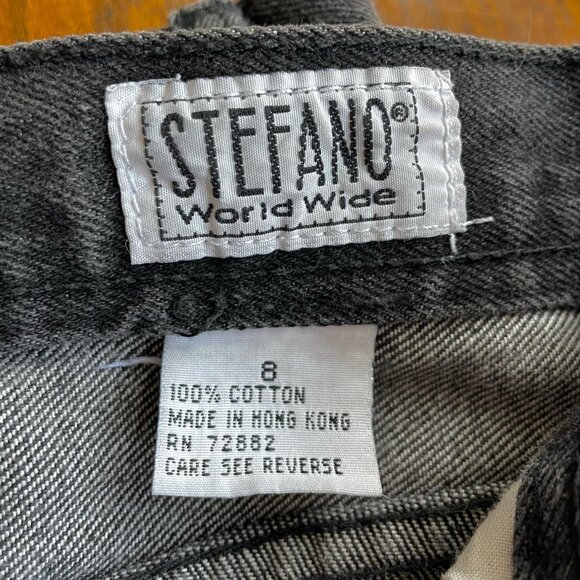 STEFANO®
World Wide
8
100% COTTON
MADE IN HONG KONG
RN 72882
CARE SEE REVERSE